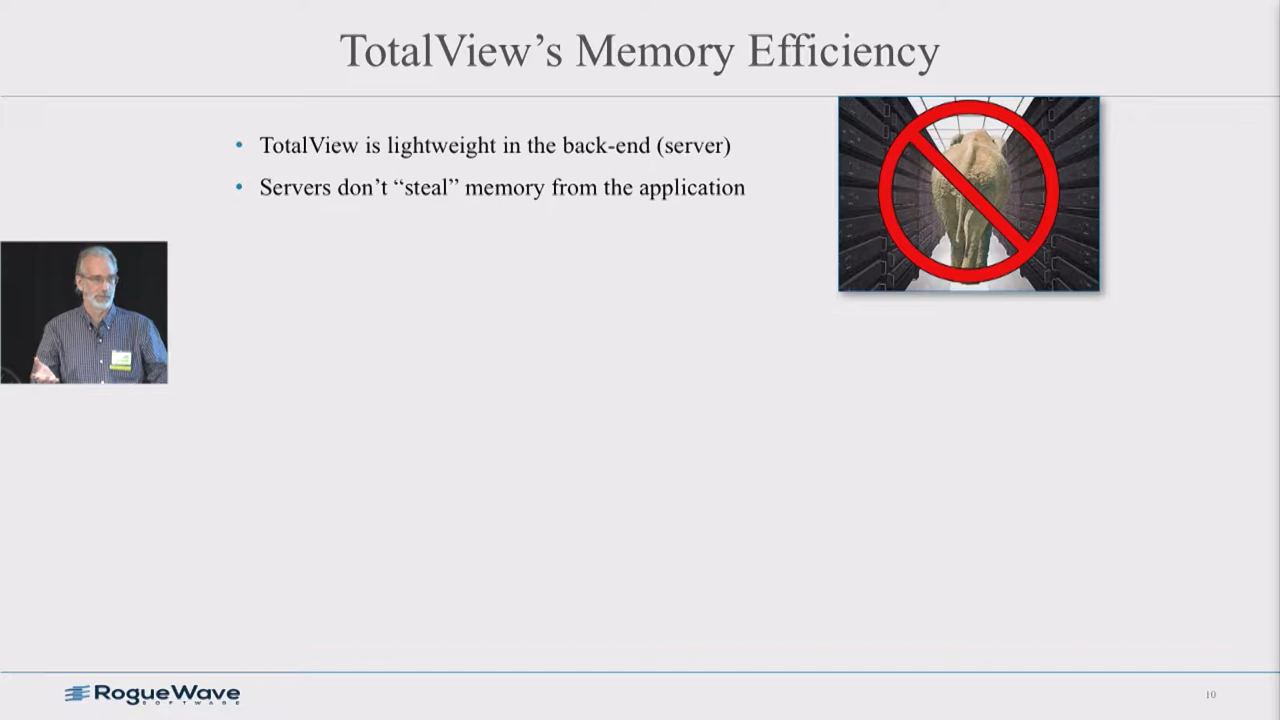 TotalView’s Memory Efficiency
• TotalView is lightweight in the back-end (server)
• Servers don’t “steal” memory from the application
RogueWave
SOFTWARE
10